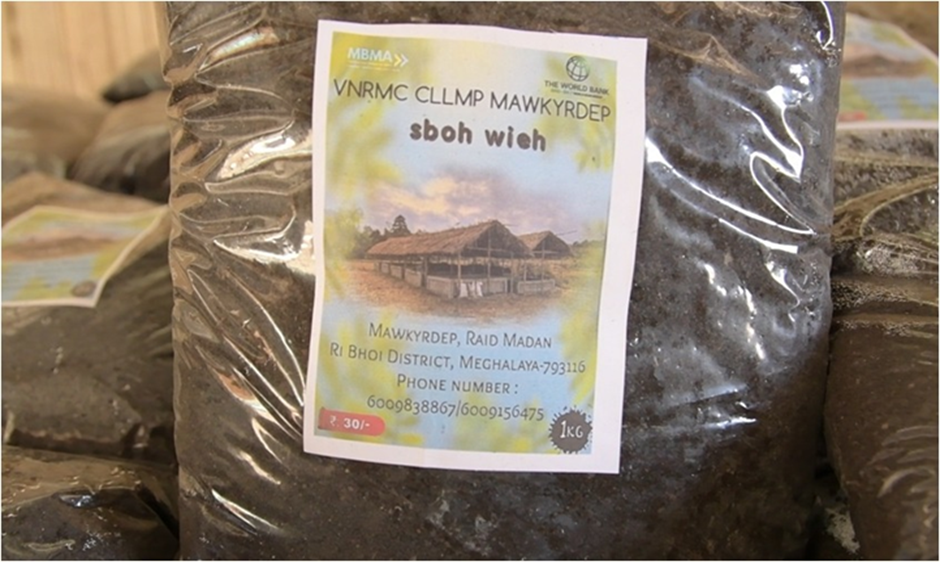 MBMA
THE WORLD BANK
VNRMC CLLMP MAWKYRDEP
sboh wieh
MAWKYRDEP, RAID MADAN
RI BHOI DISTRICT, MEGHALAYA-793116
PHONE NUMBER :
6009838867/6009156475
₹ 30/-
1KG